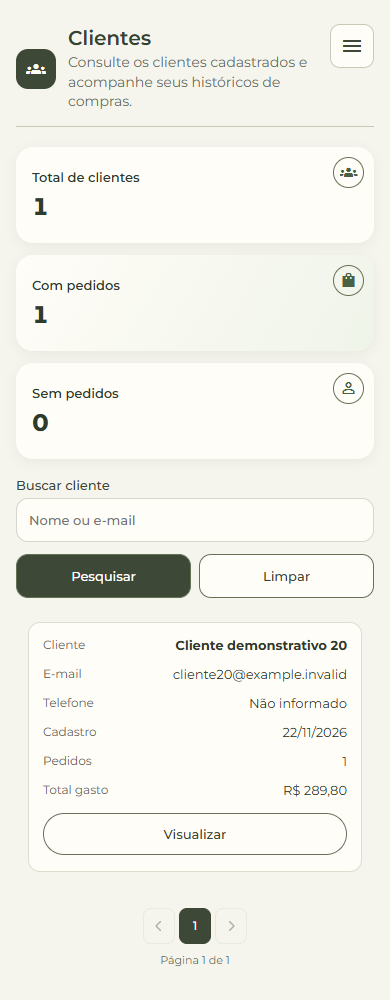 Clientes
Consulte os clientes cadastrados e
acompanhe seus históricos de
compras.
Total de clientes
1
Com pedidos
1
Sem pedidos
0
Buscar cliente
Nome ou e-mail
Pesquisar
Limpar
Cliente Cliente demonstrativo 20
E-mail cliente20@example.invalid
Telefone Não informado
Cadastro 22/11/2026
Pedidos 1
Total gasto R$ 289,80
Visualizar
1
Página 1 de 1